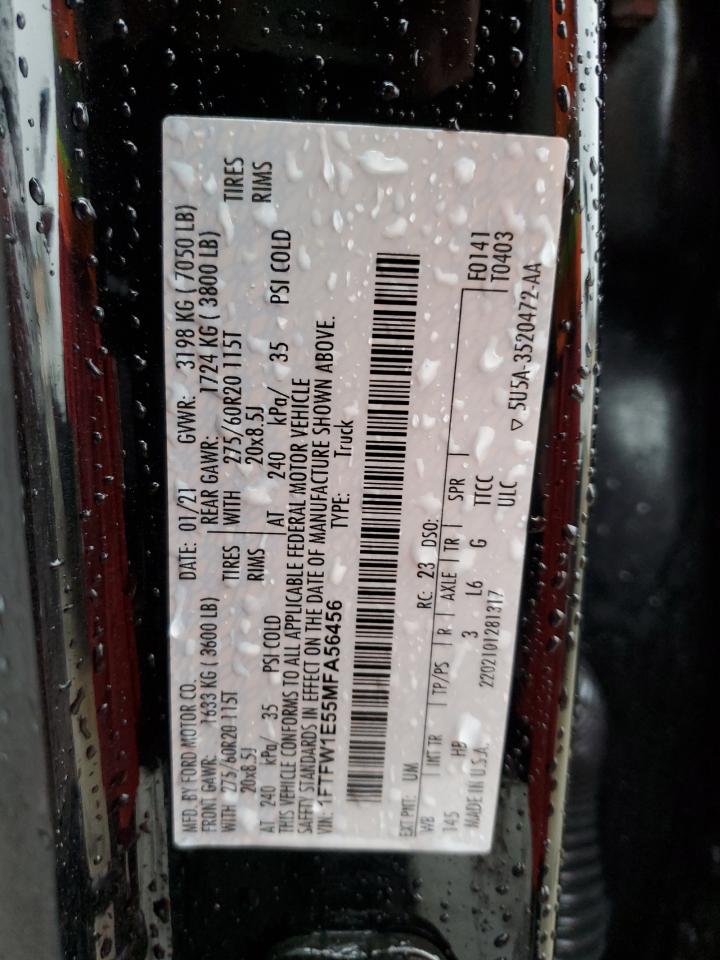 MFD. BY FORD MOTOR CO. DATE: 01/21 GVWR: 3198 KG ( 7050 LB)
FRONT GAWR: 1633 KG ( 3600 LB) REAR GAWR: 1724 KG ( 3800 LB)
WITH 275/60R20 115T TIRES WITH 275/60R20 115T TIRES
20x8.5J RIMS 20x8.5J RIMS
AT 240 kPa/ 35 PSI COLD AT 240 kPa/ 35 PSI COLD
THIS VEHICLE CONFORMS TO ALL APPLICABLE FEDERAL MOTOR VEHICLE
SAFETY STANDARDS IN EFFECT ON THE DATE OF MANUFACTURE SHOWN ABOVE.
VIN: 1FTFW1E55MFA56456 TYPE: Truck
EXT PNT: UM RC: 23 DSO:
WB INT TR TP/PS R AXLE TR SPR F0141
145 HB 3 L6 G TTCC T0403
MADE IN U.S.A. 2202101281317 ULC ▽ 5U5A-3520472-AA